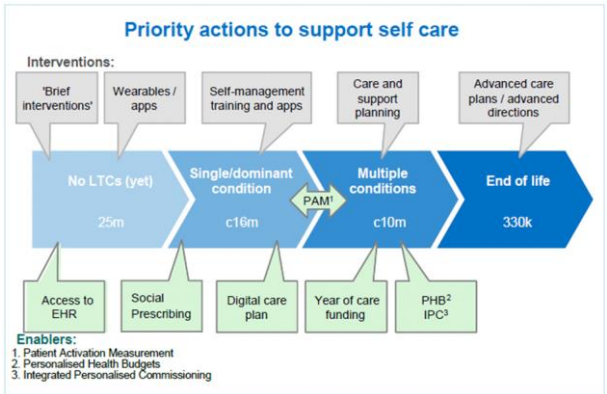 Priority actions to support self care
Interventions:
'Brief
interventions'
Wearables /
apps
Self-management
training and apps
Care and
support
planning
Advanced care
plans / advanced
directions
No LTCs (yet)
25m
Single/dominant
condition
c16m
PAM¹
Multiple
conditions
c10m
End of life
330k
Access to
EHR
Social
Prescribing
Digital care
plan
Year of care
funding
PHB²
IPC³
Enablers:
1. Patient Activation Measurement
2. Personalised Health Budgets
3. Integrated Personalised Commissioning